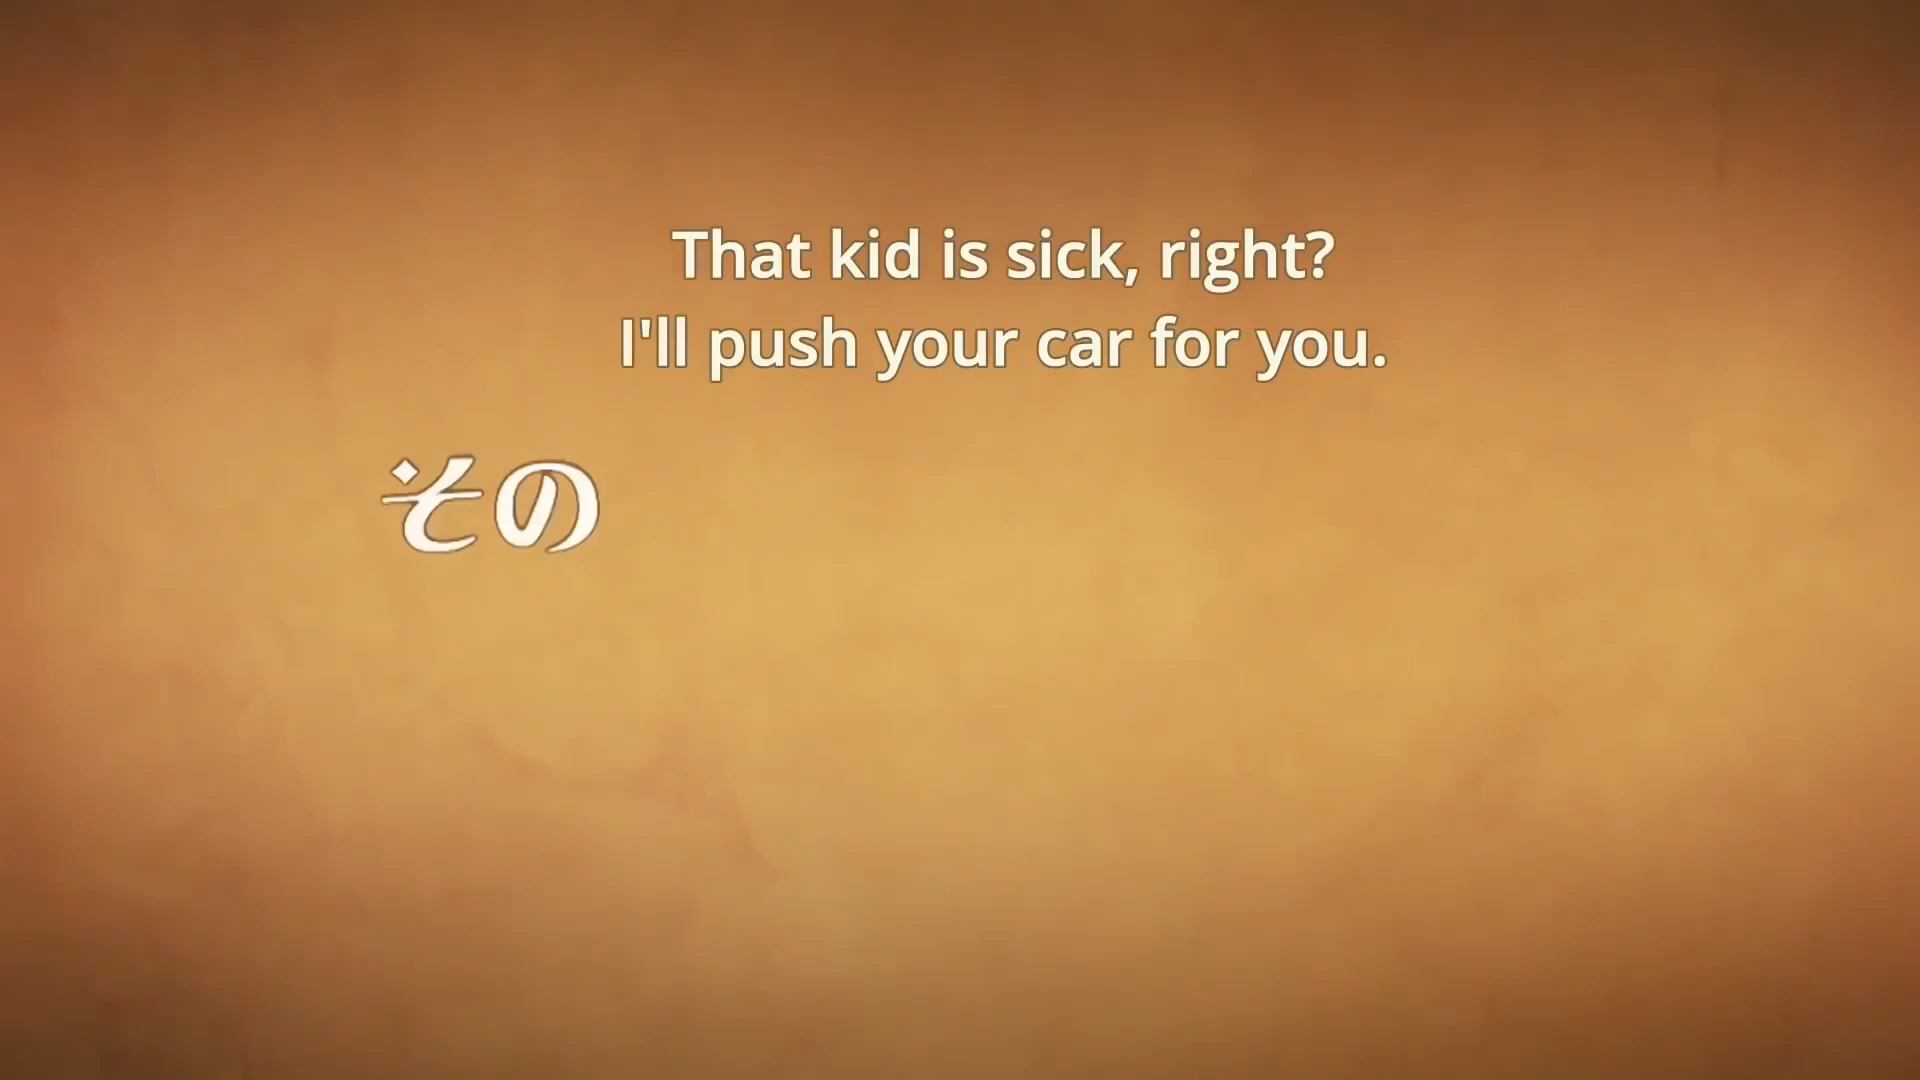 That kid is sick, right?
I'll push your car for you.
その